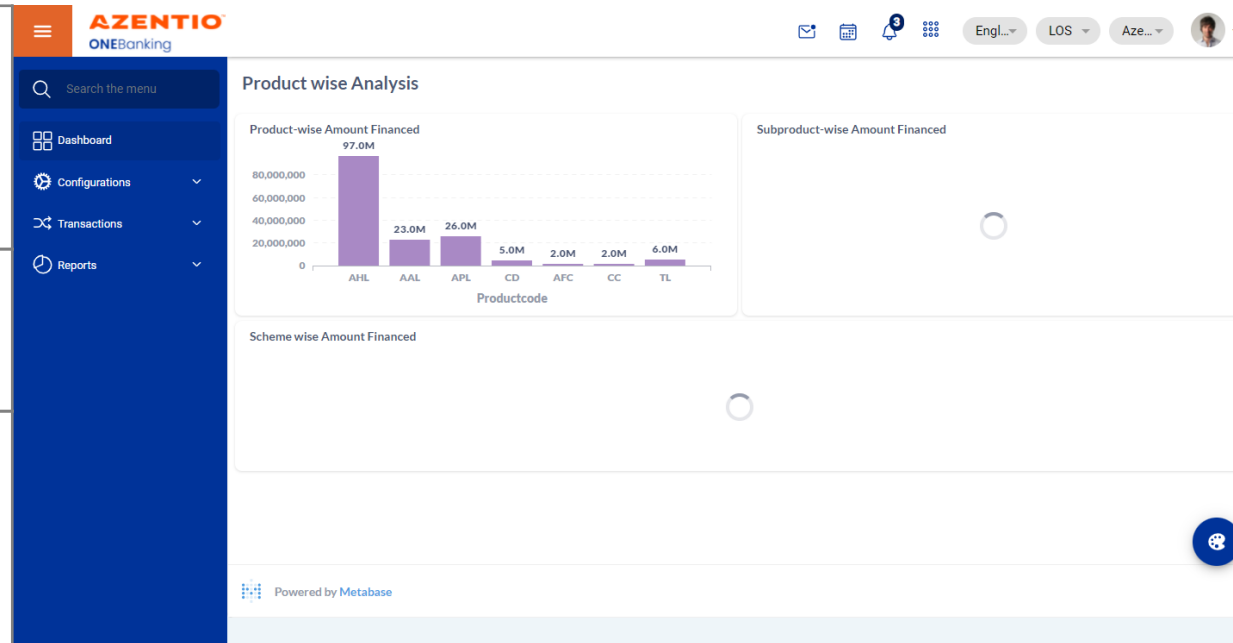 AZENTIO
ONEBanking
3
Engl...
LOS
Aze...
Search the menu
Dashboard
Configurations
Transactions
Reports
Product wise Analysis
Product-wise Amount Financed
97.0M
80,000,000
60,000,000
40,000,000
20,000,000
0
23.0M
26.0M
5.0M
2.0M
2.0M
6.0M
AHL AAL APL CD AFC CC TL
Productcode
Subproduct-wise Amount Financed
Scheme wise Amount Financed
Powered by Metabase